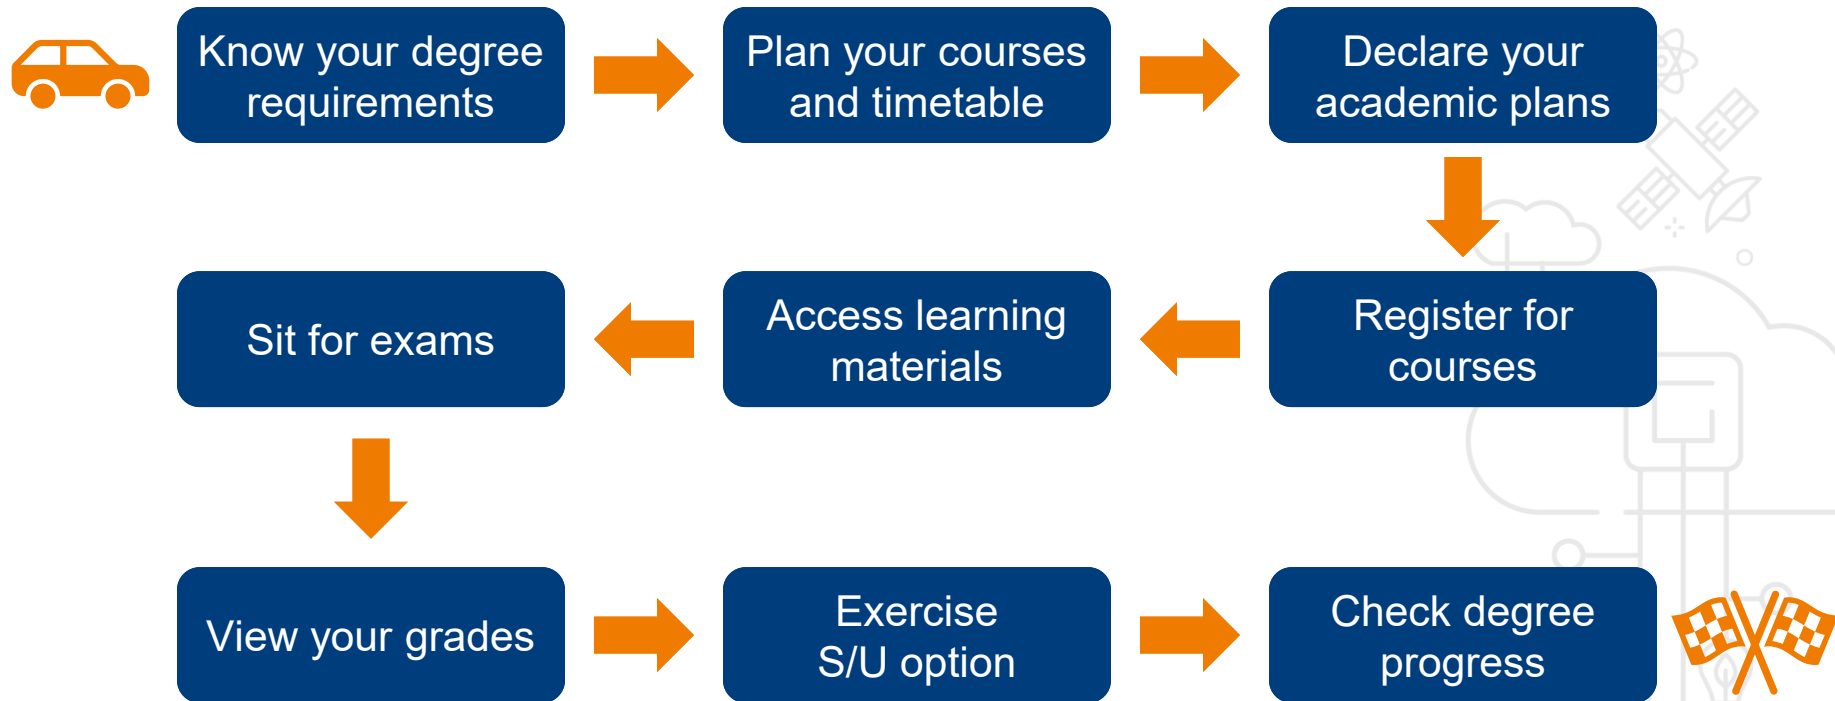 Know your degree
requirements
Plan your courses
and timetable
Declare your
academic plans
Register for
courses
Access learning
materials
Sit for exams
View your grades
Exercise
S/U option
Check degree
progress